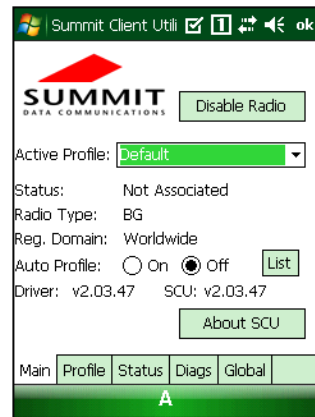 Summit Client Utili 1 ok
SUMMIT
DATA COMMUNICATIONS
Disable Radio
Active Profile: Default
Status: Not Associated
Radio Type: BG
Reg. Domain: Worldwide
Auto Profile: On Off List
Driver: v2.03.47 SCU: v2.03.47
About SCU
Main Profile Status Diags Global
A